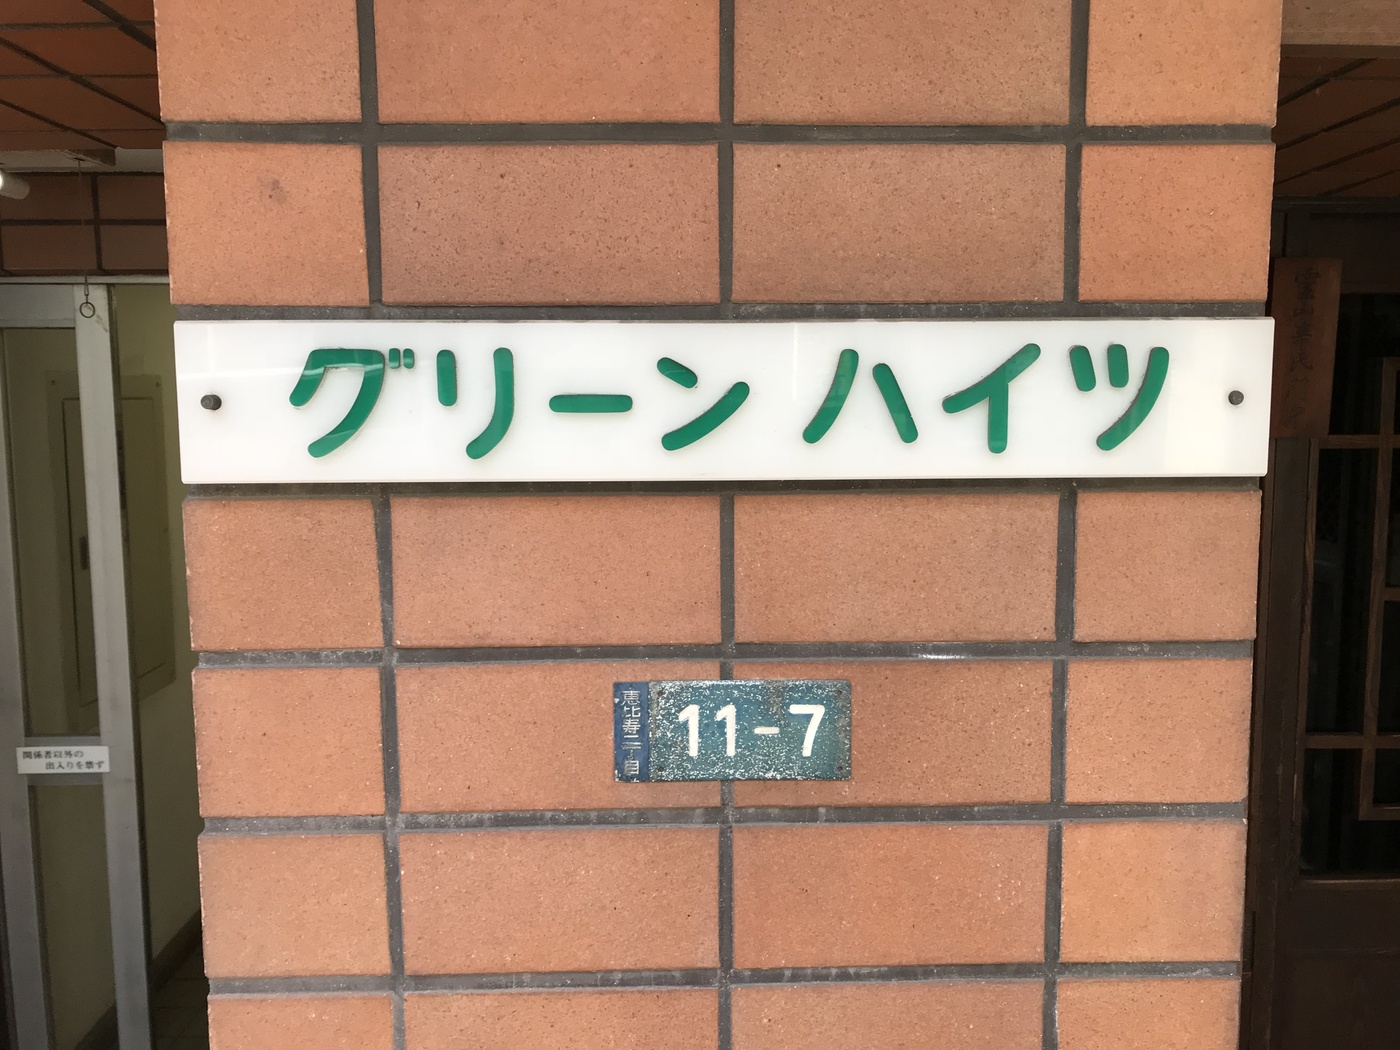 グリーンハイツ
恵比寿二丁目
11-7
関係者以外の
出入りを禁ず